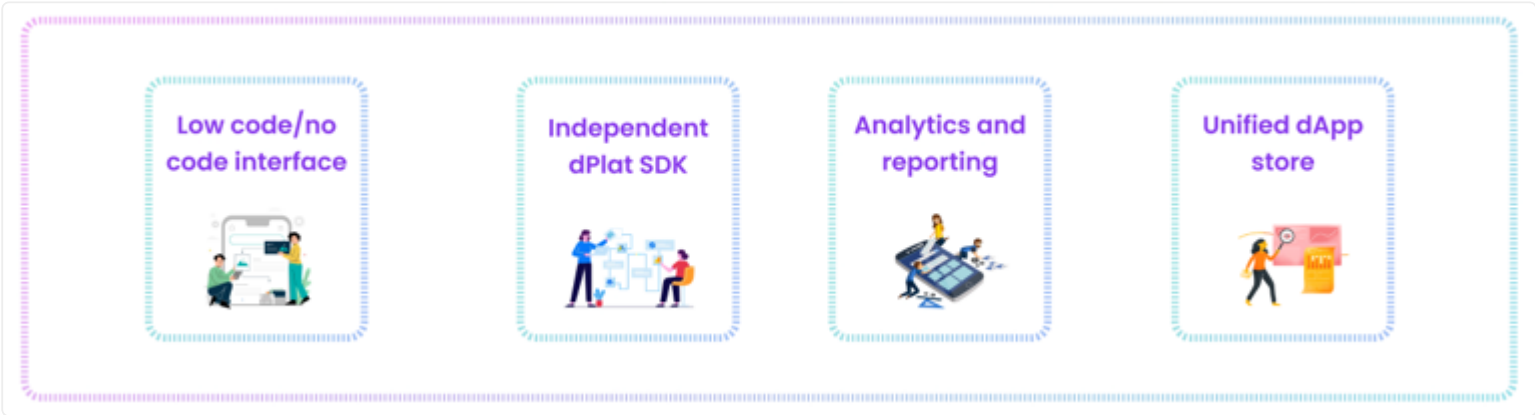 Low code/no
code interface
Independent
dPlat SDK
Analytics and
reporting
Unified dApp
store